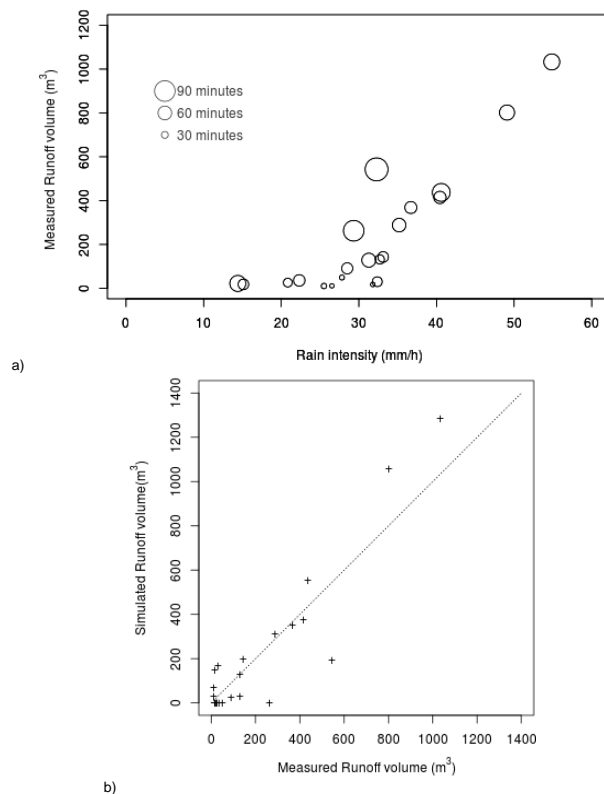 Measured Runoff volume (m³)
0 200 400 600 800 1000 1200
90 minutes
60 minutes
30 minutes
0 10 20 30 40 50 60
Rain intensity (mm/h)
a)
Simulated Runoff volume(m³)
0 200 400 600 800 1000 1200 1400
0 200 400 600 800 1000 1200 1400
Measured Runoff volume (m³)
b)